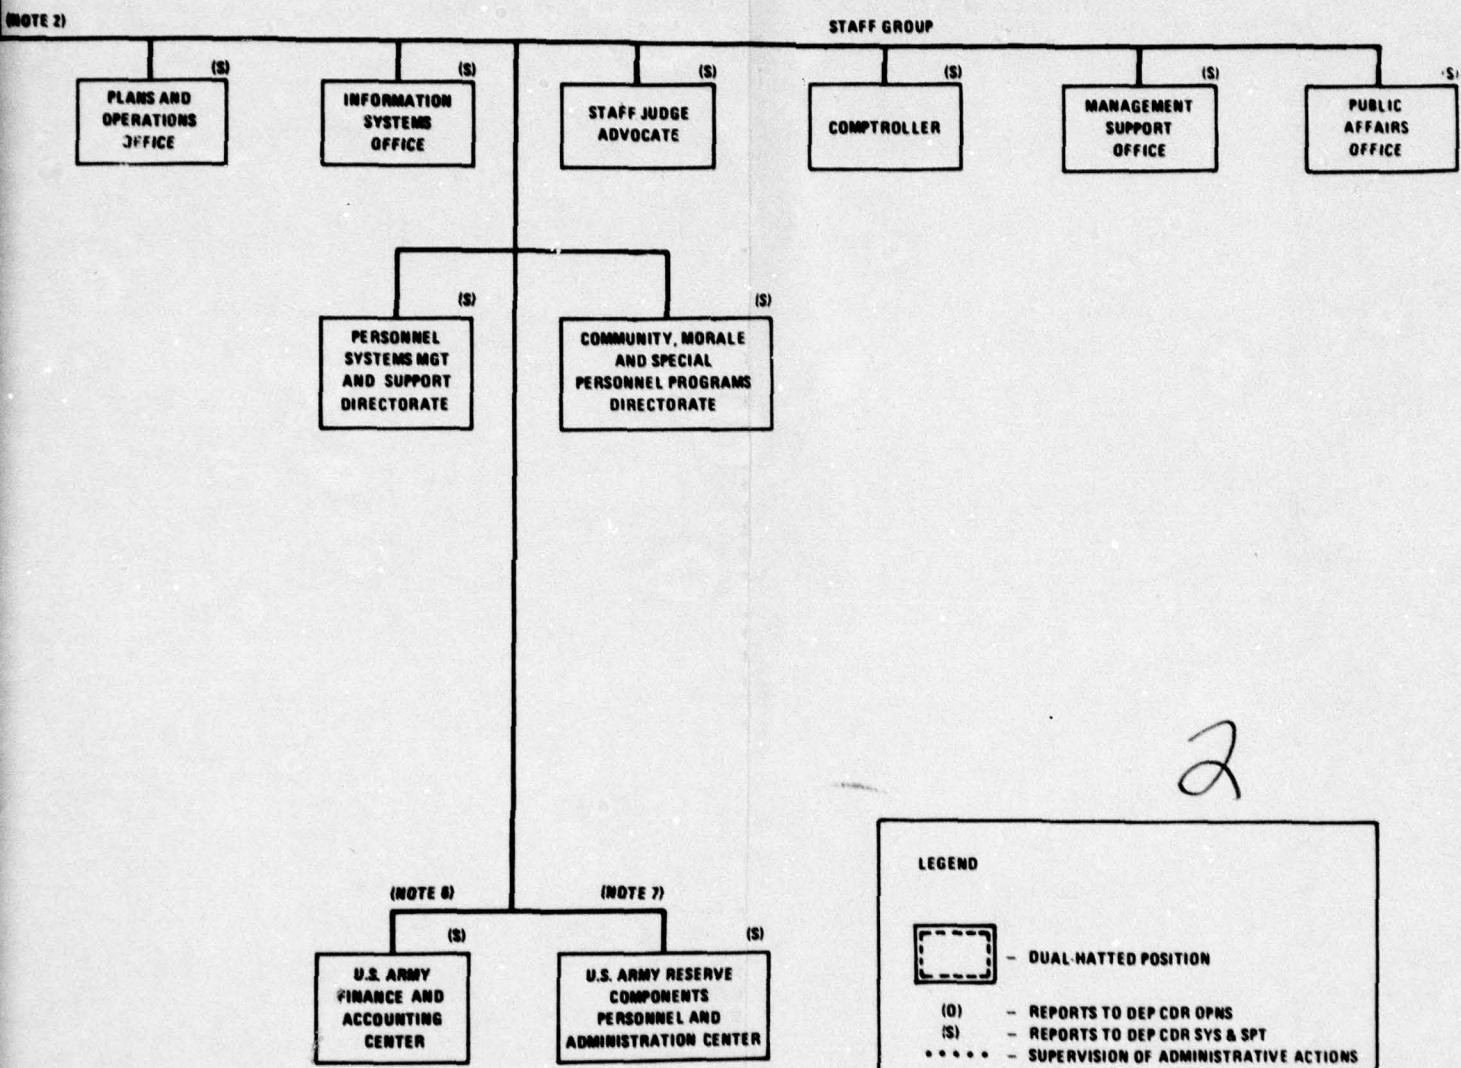 (NOTE 2)
STAFF GROUP
(S)
(S)
(S)
(S)
(S)
(S)
PLANS AND
OPERATIONS
OFFICE
INFORMATION
SYSTEMS
OFFICE
STAFF JUDGE
ADVOCATE
COMPTROLLER
MANAGEMENT
SUPPORT
OFFICE
PUBLIC
AFFAIRS
OFFICE
(S)
(S)
PERSONNEL
SYSTEMS MGT
AND SUPPORT
DIRECTORATE
COMMUNITY, MORALE
AND SPECIAL
PERSONNEL PROGRAMS
DIRECTORATE
2
(NOTE 6)
(NOTE 7)
(S)
(S)
U.S. ARMY
FINANCE AND
ACCOUNTING
CENTER
U.S. ARMY RESERVE
COMPONENTS
PERSONNEL AND
ADMINISTRATION CENTER
LEGEND
– DUAL-HATTED POSITION
(O) – REPORTS TO DEP CDR OPNS
(S) – REPORTS TO DEP CDR SYS & SPT
• • • • • – SUPERVISION OF ADMINISTRATIVE ACTIONS